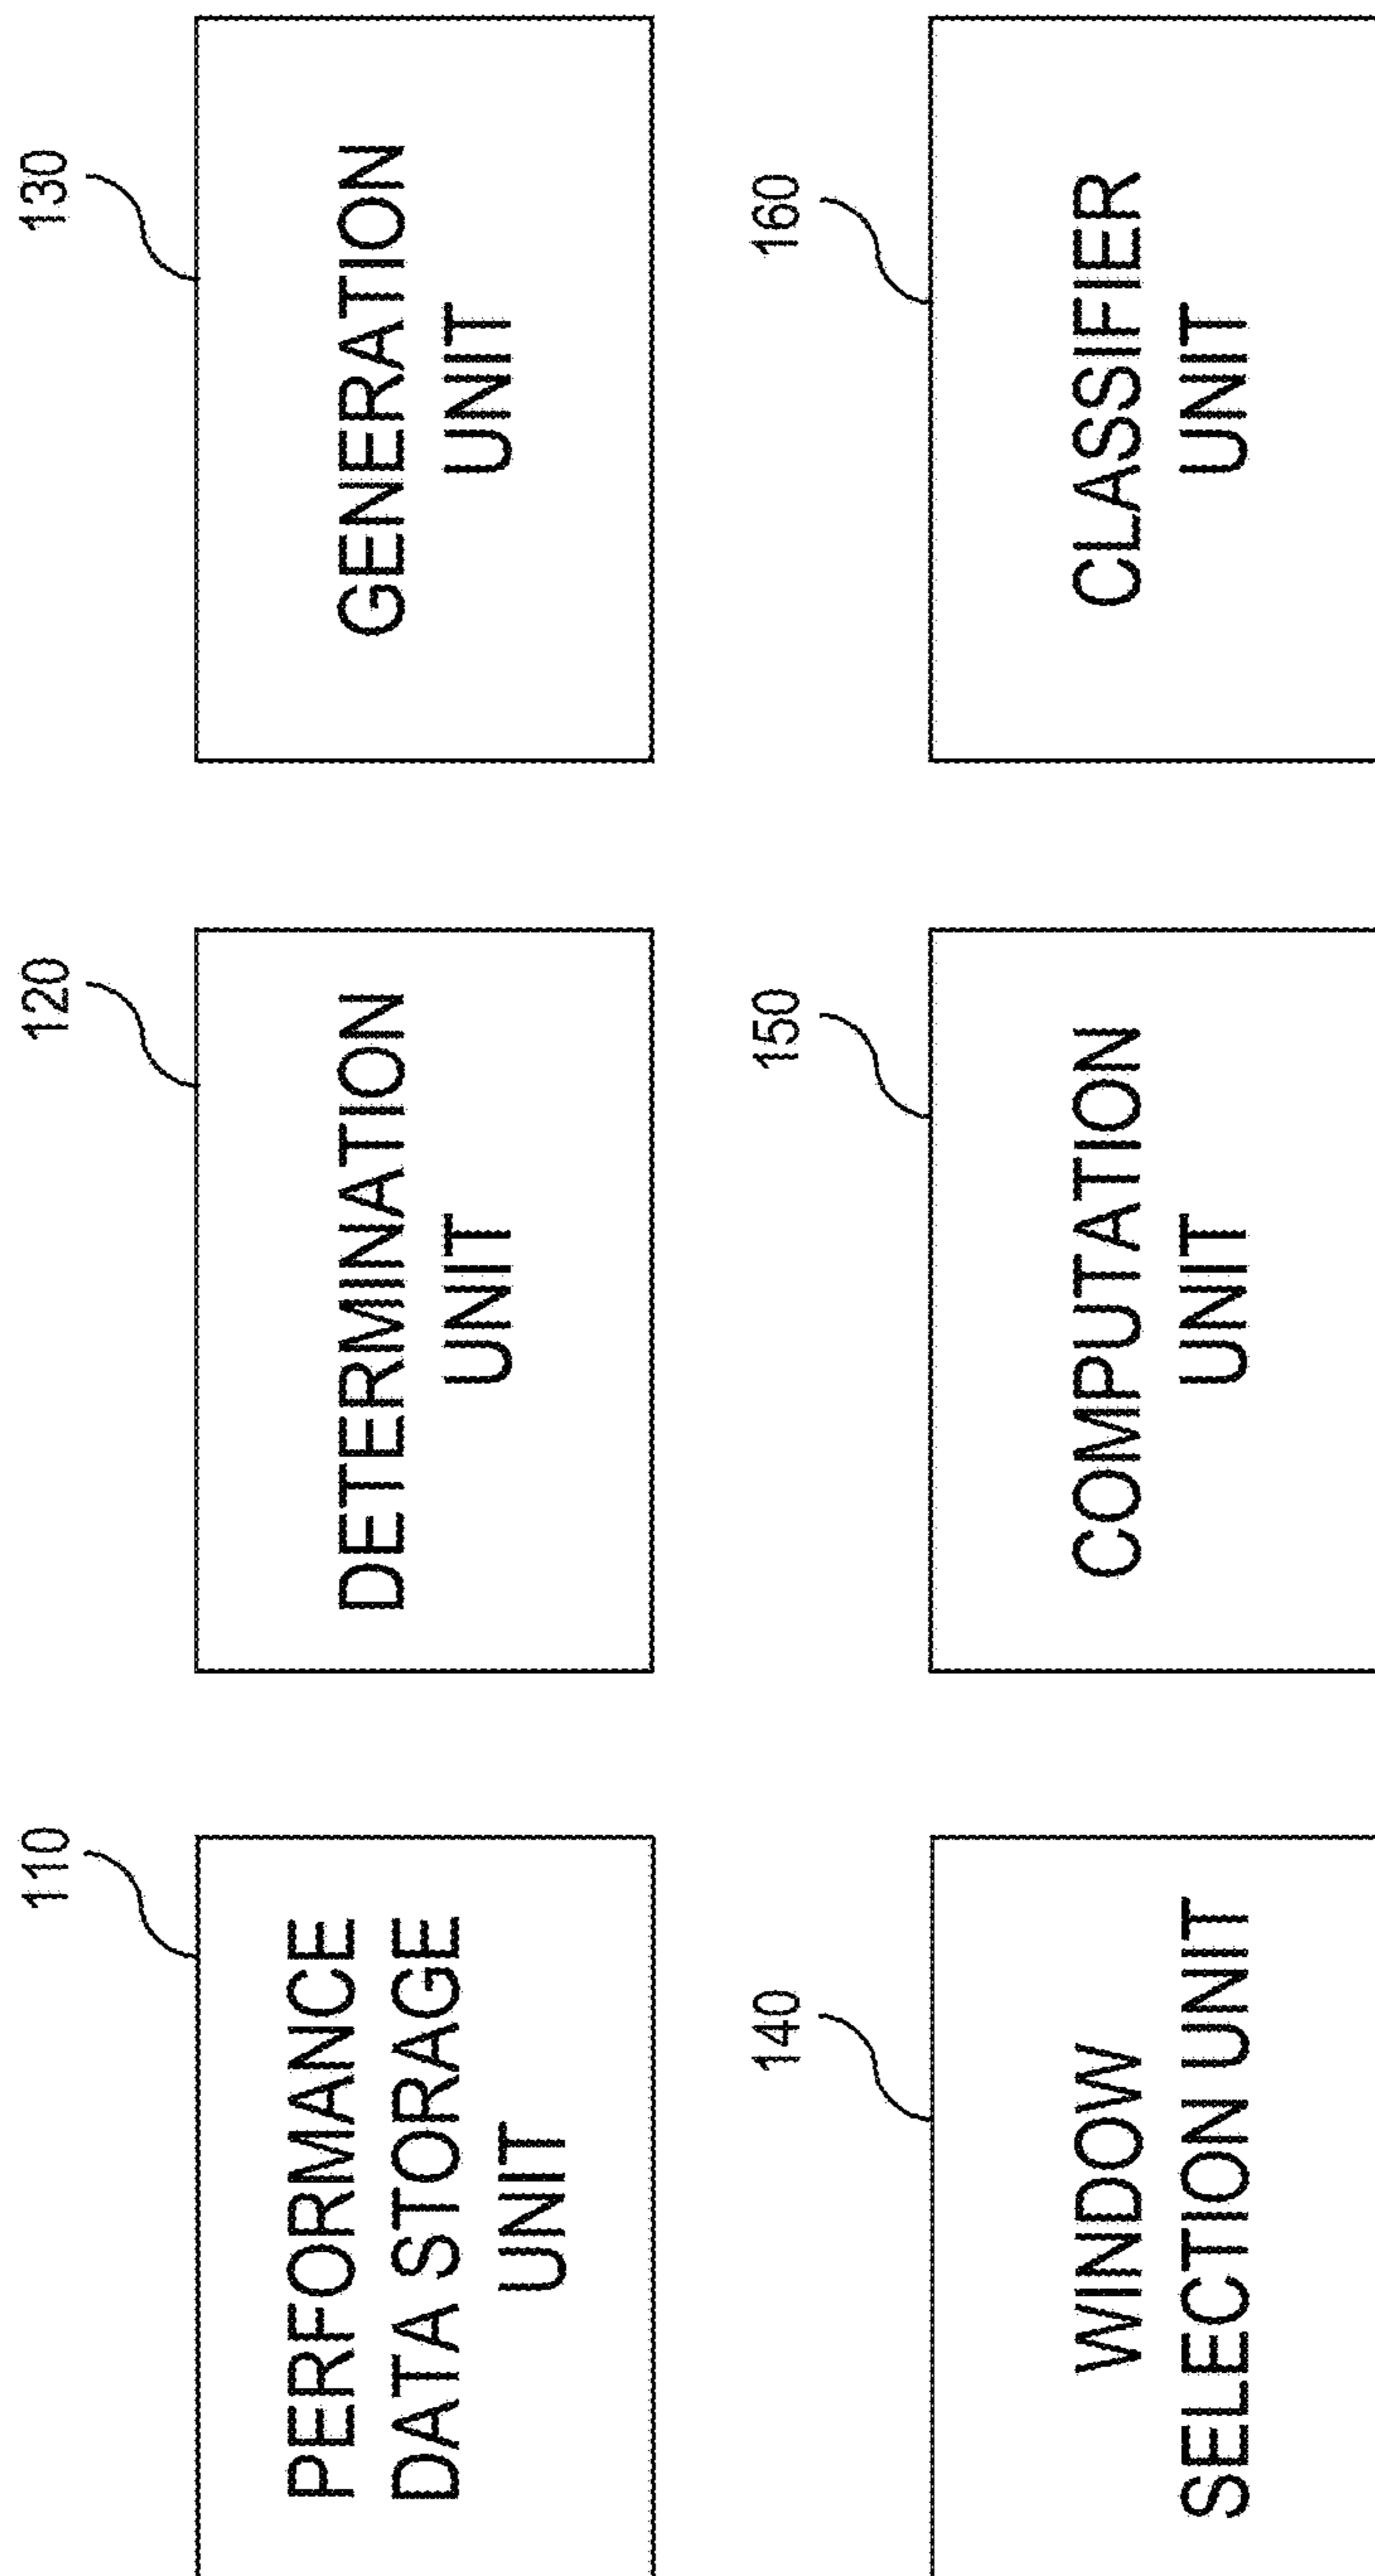 110
PERFORMANCE
DATA STORAGE
UNIT
120
DETERMINATION
UNIT
130
GENERATION
UNIT
140
WINDOW
SELECTION UNIT
150
COMPUTATION
UNIT
160
CLASSIFIER
UNIT